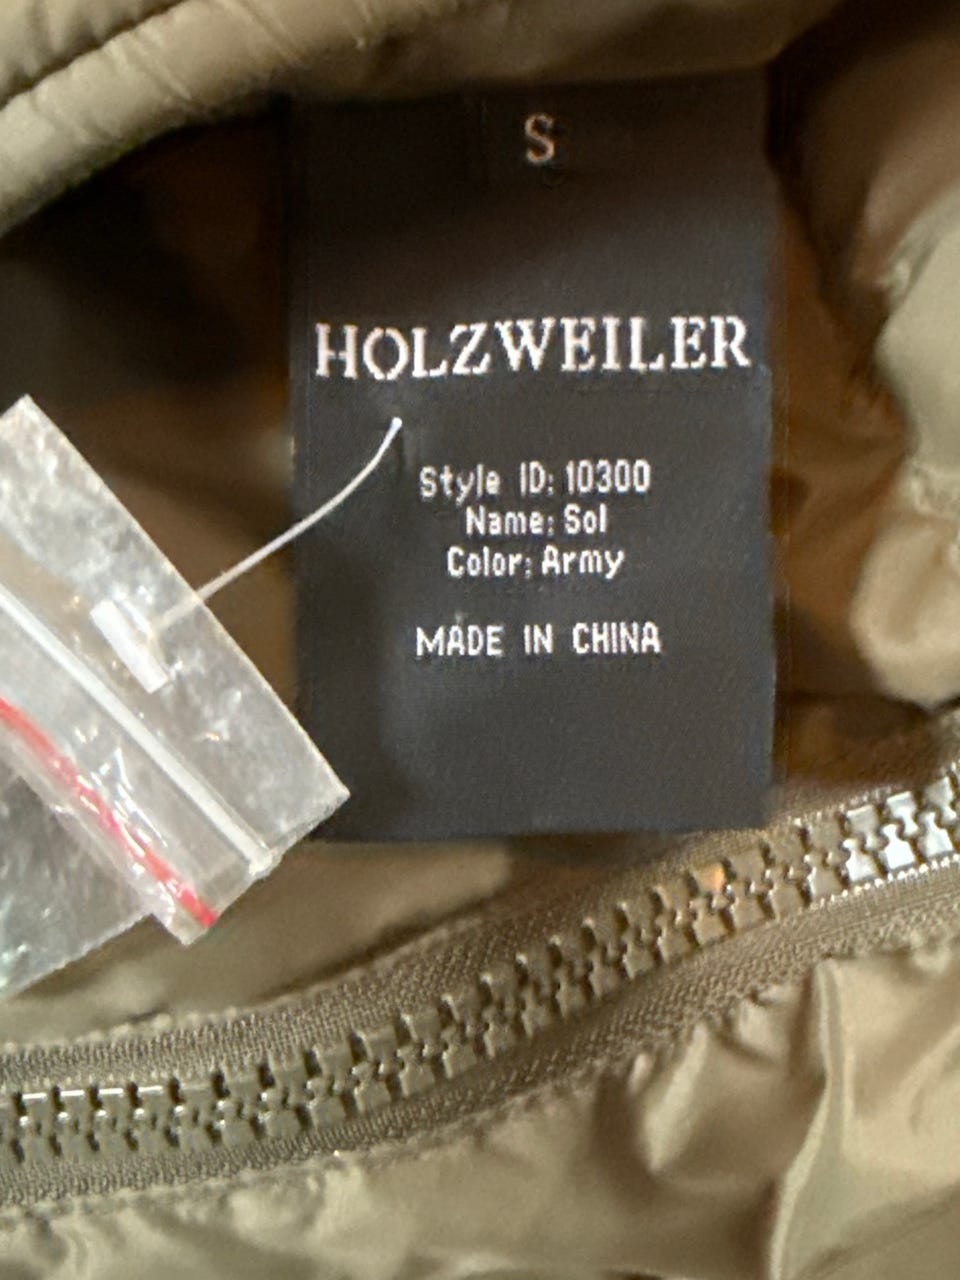 S
HOLZWEILER
Style ID: 10300
Name: Sol
Color: Army
MADE IN CHINA